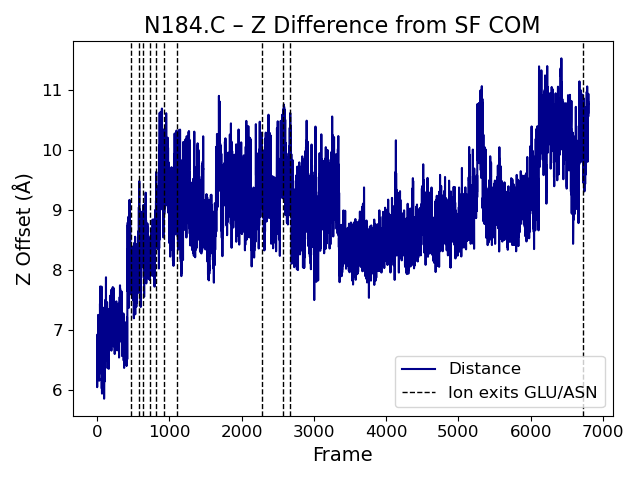 N184.C – Z Difference from SF COM
Z Offset (Å)
11
10
9
8
7
6
Distance
Ion exits GLU/ASN
0 1000 2000 3000 4000 5000 6000 7000
Frame